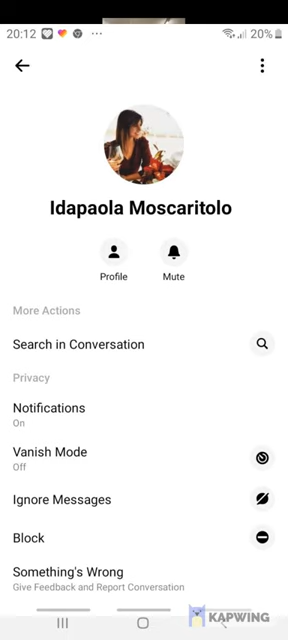 20:12
20%
Idapaola Moscaritolo
Profile
Mute
More Actions
Search in Conversation
Privacy
Notifications
On
Vanish Mode
Off
Ignore Messages
Block
Something's Wrong
Give Feedback and Report Conversation
KAPWING